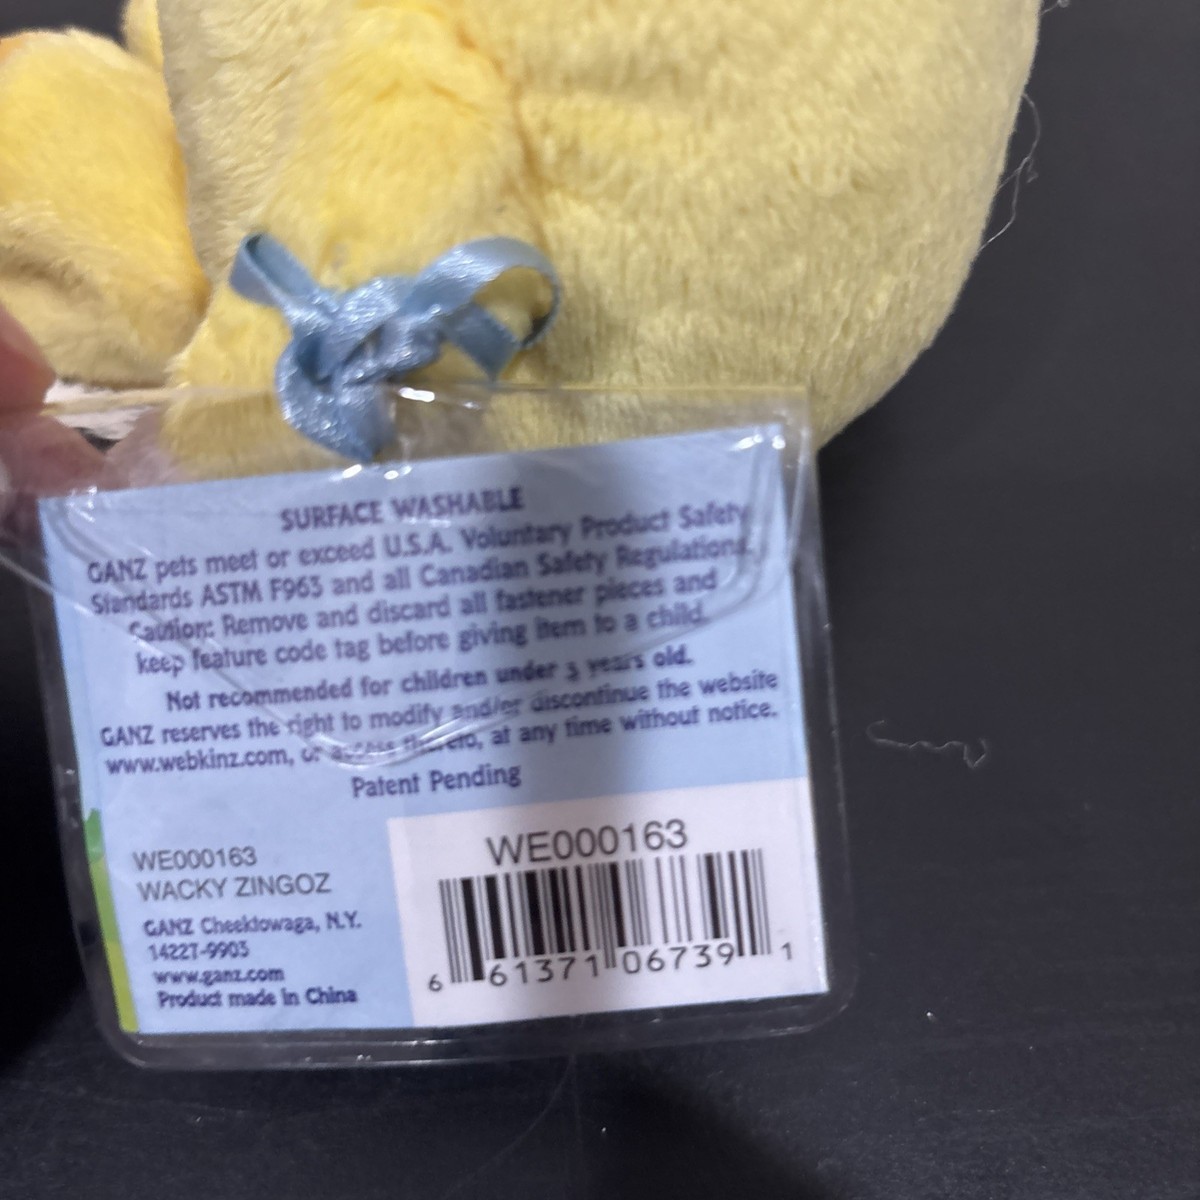 SURFACE WASHABLE
GANZ pets meet or exceed U.S.A. Voluntary Product Safety
Standards ASTM F963 and all Canadian Safety Regulations.
Caution: Remove and discard all fastener pieces and
keep feature code tag before giving item to a child.
Not recommended for children under 3 years old.
GANZ reserves the right to modify and/or discontinue the website
www.webkinz.com, or access thereto, at any time without notice.
Patent Pending
WE000163
WACKY ZINGOZ
GANZ Cheektowaga, N.Y.
14227-9903
www.ganz.com
Product made in China
WE000163
6 61371 06739 1